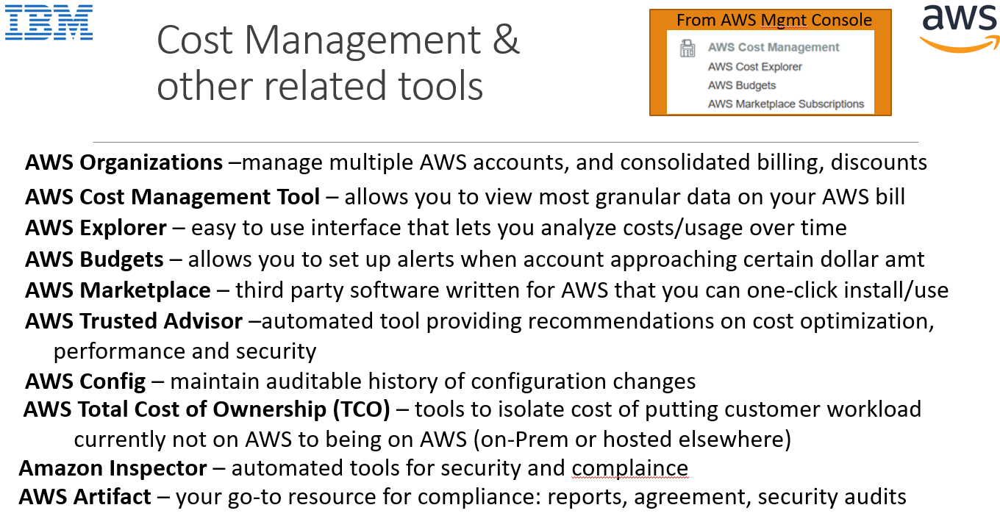 IBM
Cost Management &
other related tools
From AWS Mgmt Console
AWS Cost Management
AWS Cost Explorer
AWS Budgets
AWS Marketplace Subscriptions
aws
AWS Organizations –manage multiple AWS accounts, and consolidated billing, discounts
AWS Cost Management Tool – allows you to view most granular data on your AWS bill
AWS Explorer – easy to use interface that lets you analyze costs/usage over time
AWS Budgets – allows you to set up alerts when account approaching certain dollar amt
AWS Marketplace – third party software written for AWS that you can one-click install/use
AWS Trusted Advisor –automated tool providing recommendations on cost optimization,
performance and security
AWS Config – maintain auditable history of configuration changes
AWS Total Cost of Ownership (TCO) – tools to isolate cost of putting customer workload
currently not on AWS to being on AWS (on-Prem or hosted elsewhere)
Amazon Inspector – automated tools for security and complaince
AWS Artifact – your go-to resource for compliance: reports, agreement, security audits